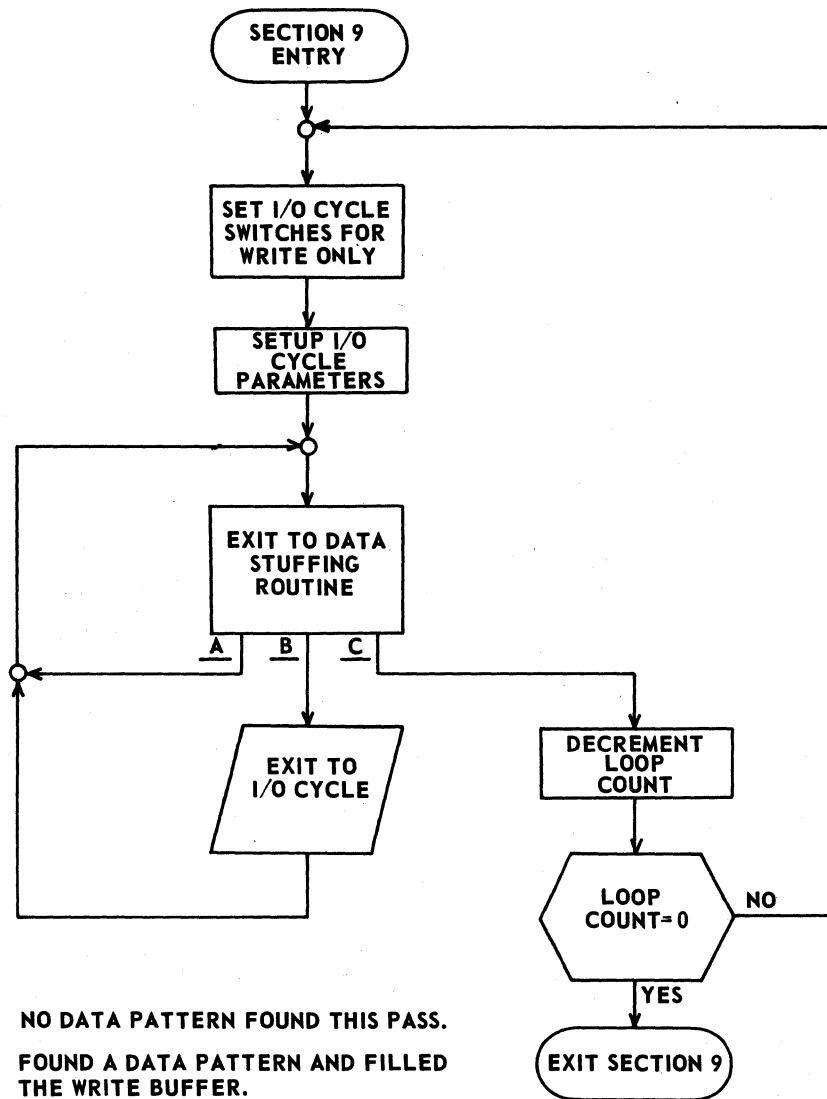 SECTION 9
ENTRY
SET I/O CYCLE
SWITCHES FOR
WRITE ONLY
SETUP I/O
CYCLE
PARAMETERS
EXIT TO DATA
STUFFING
ROUTINE
A B C
EXIT TO
I/O CYCLE
DECREMENT
LOOP
COUNT
LOOP
COUNT=0
NO
YES
EXIT SECTION 9
NO DATA PATTERN FOUND THIS PASS.
FOUND A DATA PATTERN AND FILLED
THE WRITE BUFFER.